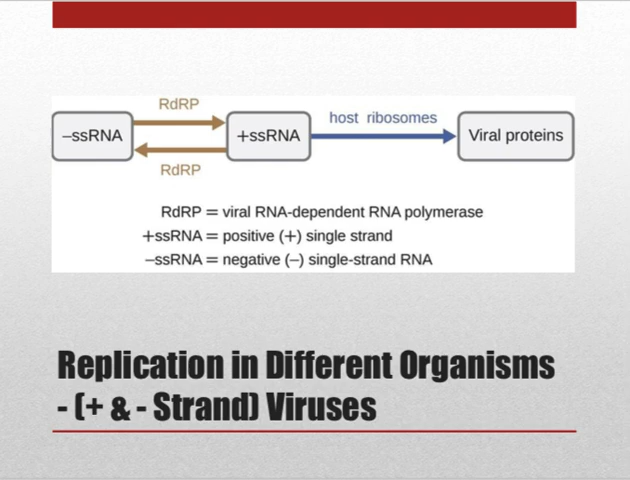 RdRP
–ssRNA
+ssRNA
host ribosomes
Viral proteins
RdRP
RdRP = viral RNA-dependent RNA polymerase
+ssRNA = positive (+) single strand
–ssRNA = negative (–) single-strand RNA
Replication in Different Organisms
- (+ & - Strand) Viruses